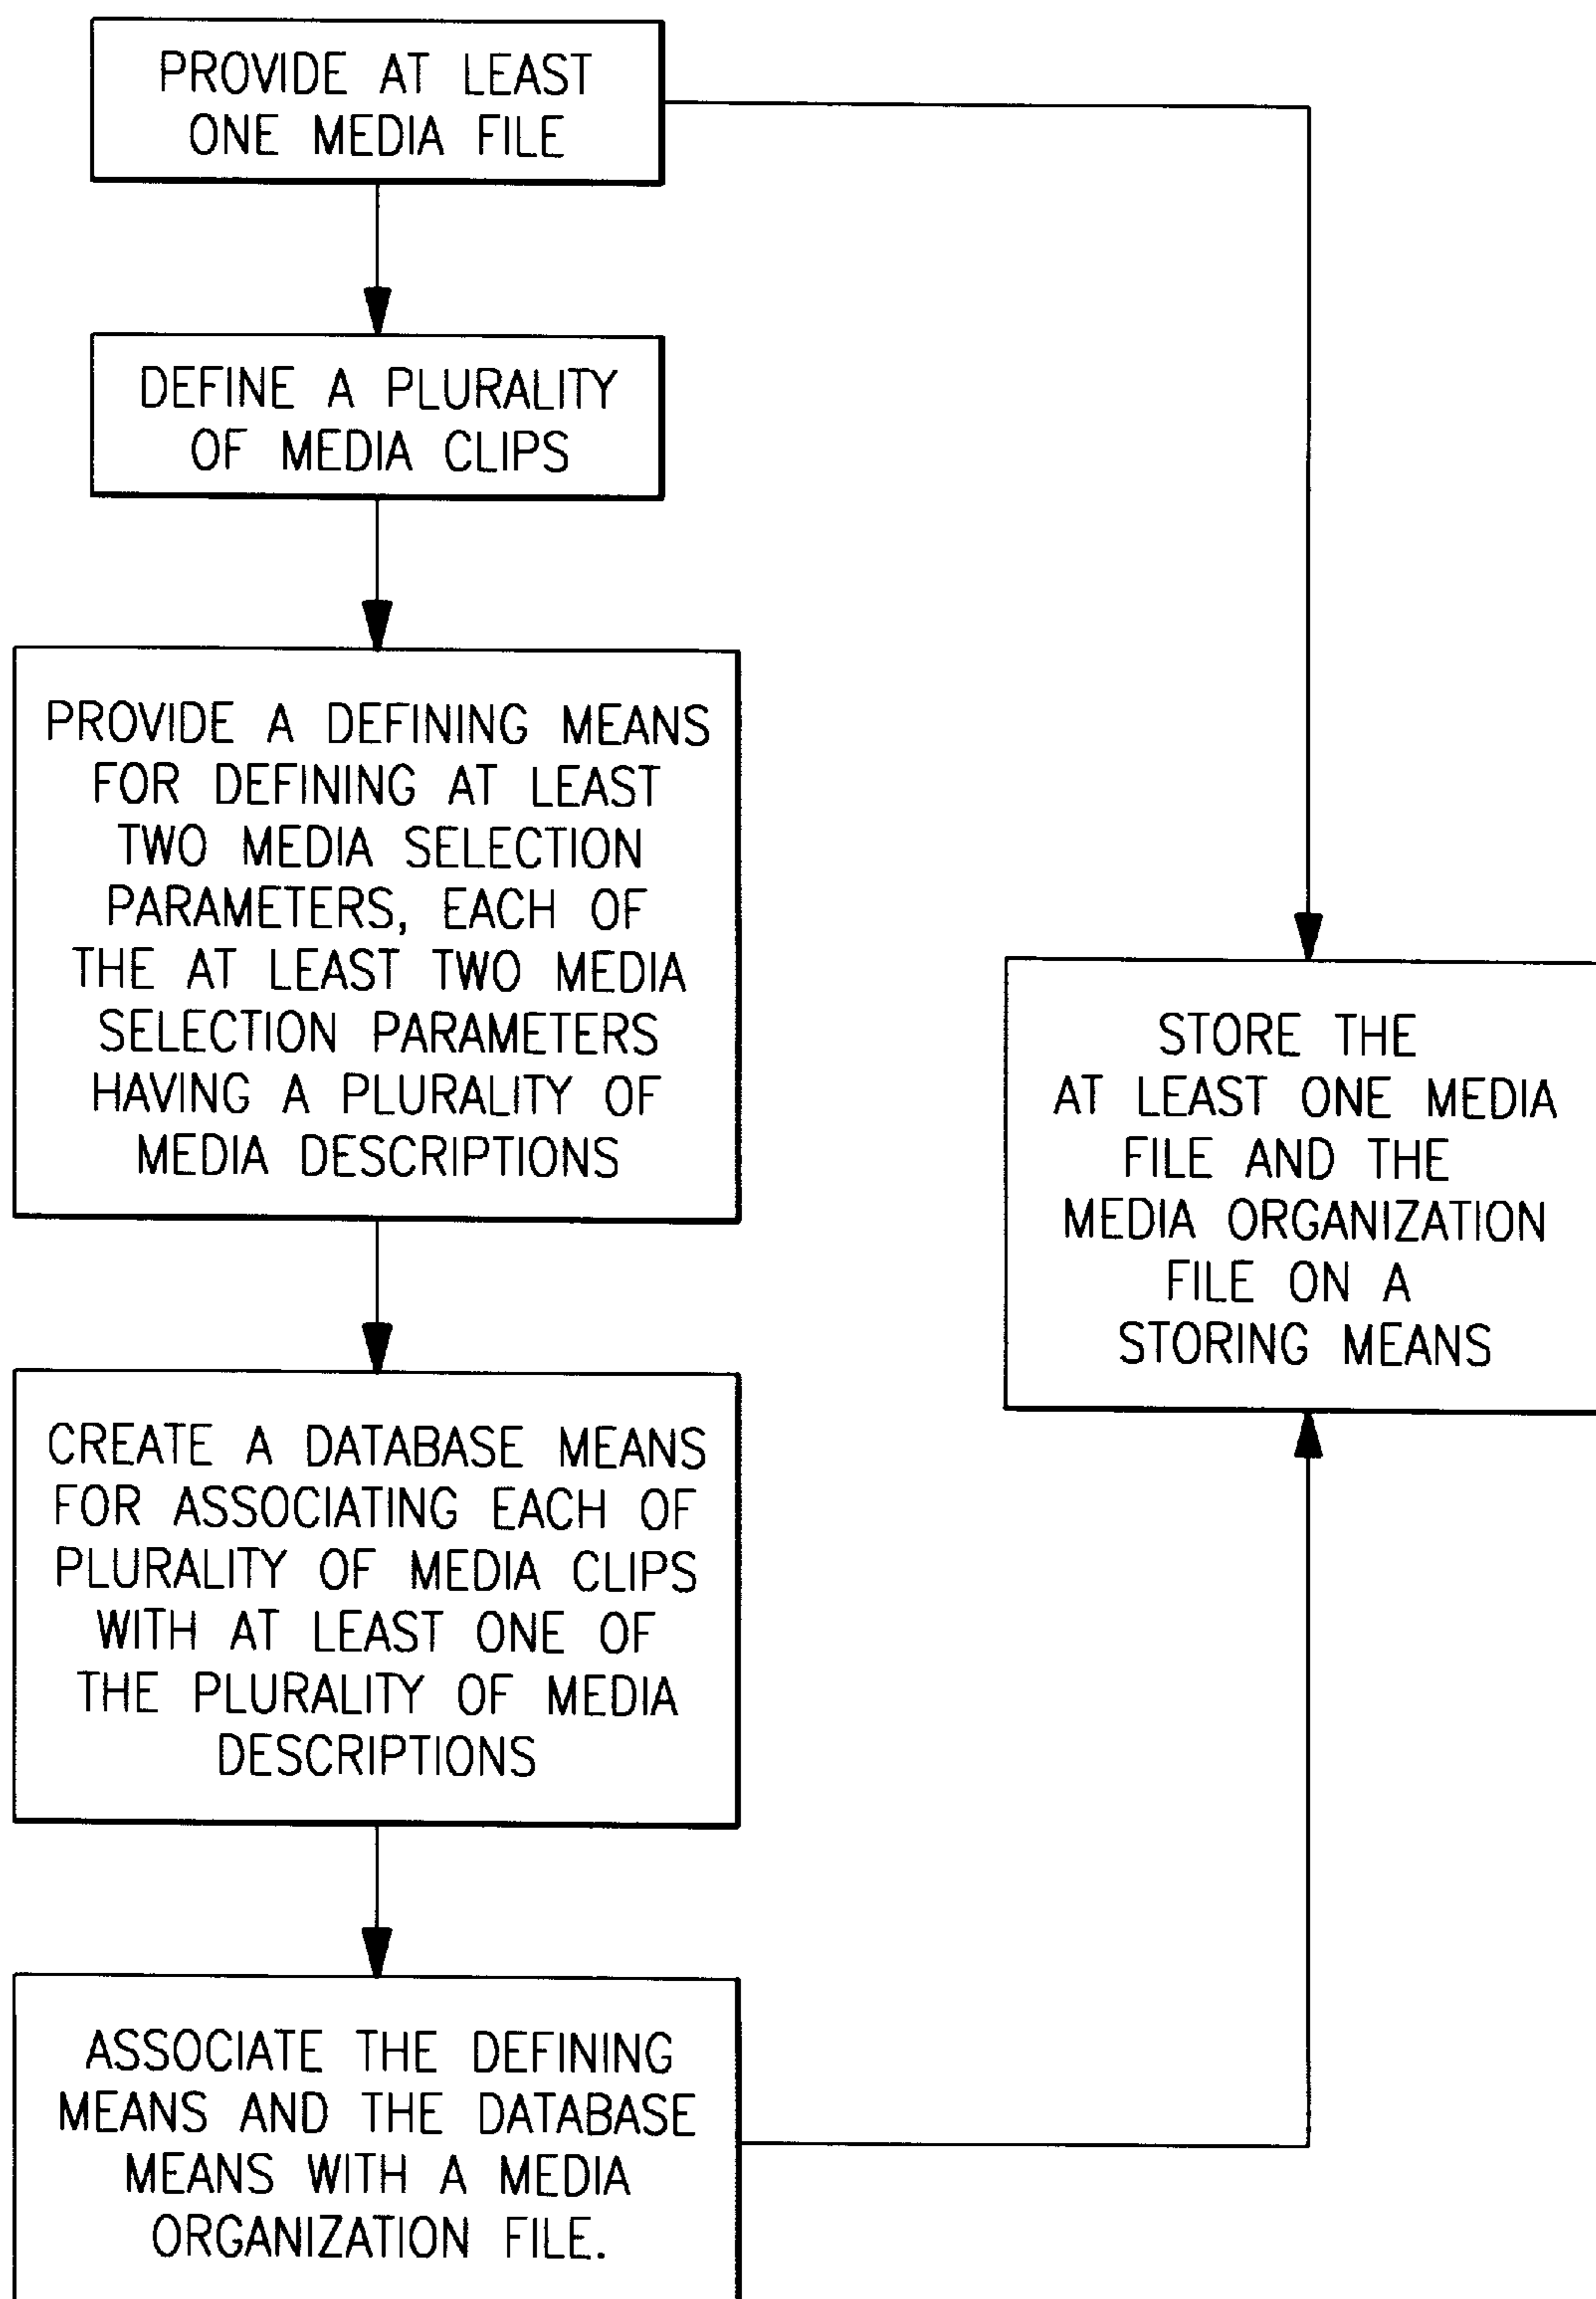 PROVIDE AT LEAST
ONE MEDIA FILE
DEFINE A PLURALITY
OF MEDIA CLIPS
PROVIDE A DEFINING MEANS
FOR DEFINING AT LEAST
TWO MEDIA SELECTION
PARAMETERS, EACH OF
THE AT LEAST TWO MEDIA
SELECTION PARAMETERS
HAVING A PLURALITY OF
MEDIA DESCRIPTIONS
CREATE A DATABASE MEANS
FOR ASSOCIATING EACH OF
PLURALITY OF MEDIA CLIPS
WITH AT LEAST ONE OF
THE PLURALITY OF MEDIA
DESCRIPTIONS
ASSOCIATE THE DEFINING
MEANS AND THE DATABASE
MEANS WITH A MEDIA
ORGANIZATION FILE.
STORE THE
AT LEAST ONE MEDIA
FILE AND THE
MEDIA ORGANIZATION
FILE ON A
STORING MEANS